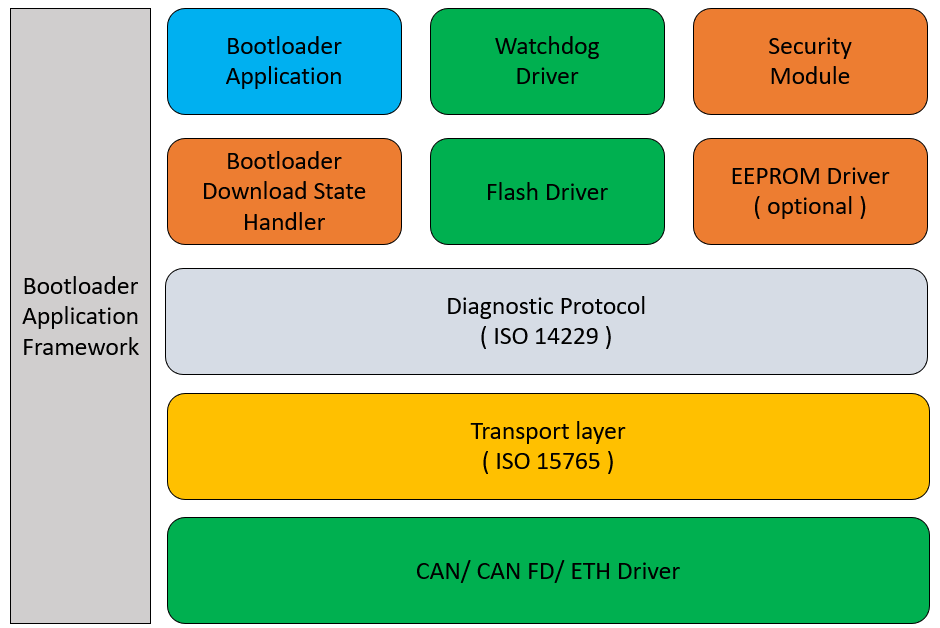 Bootloader
Application
Framework
Bootloader
Application
Watchdog
Driver
Security
Module
Bootloader
Download State
Handler
Flash Driver
EEPROM Driver
( optional )
Diagnostic Protocol
( ISO 14229 )
Transport layer
( ISO 15765 )
CAN/ CAN FD/ ETH Driver